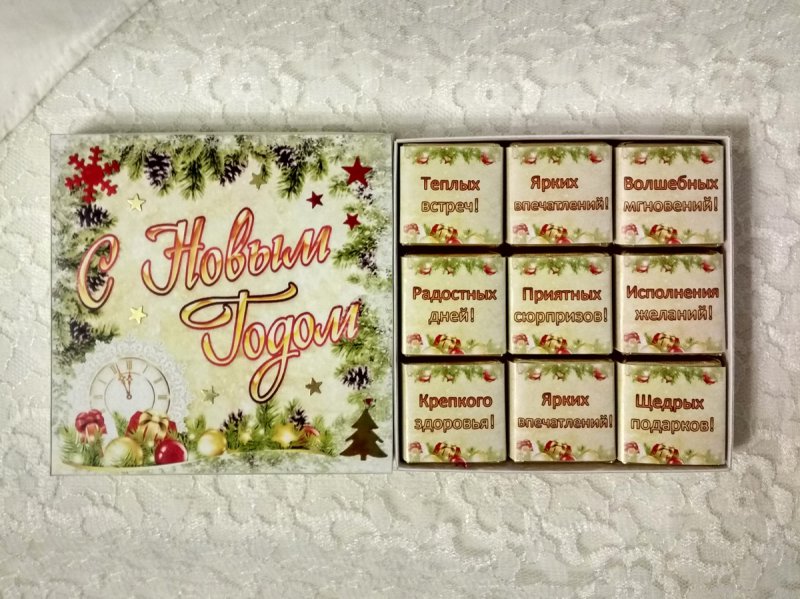 С Новым
Годом
Теплых
встреч!
Ярких
впечатлений!
Волшебных
мгновений!
Радостных
дней!
Приятных
сюрпризов!
Исполнения
желаний!
Крепкого
здоровья!
Ярких
впечатлений!
Щедрых
подарков!